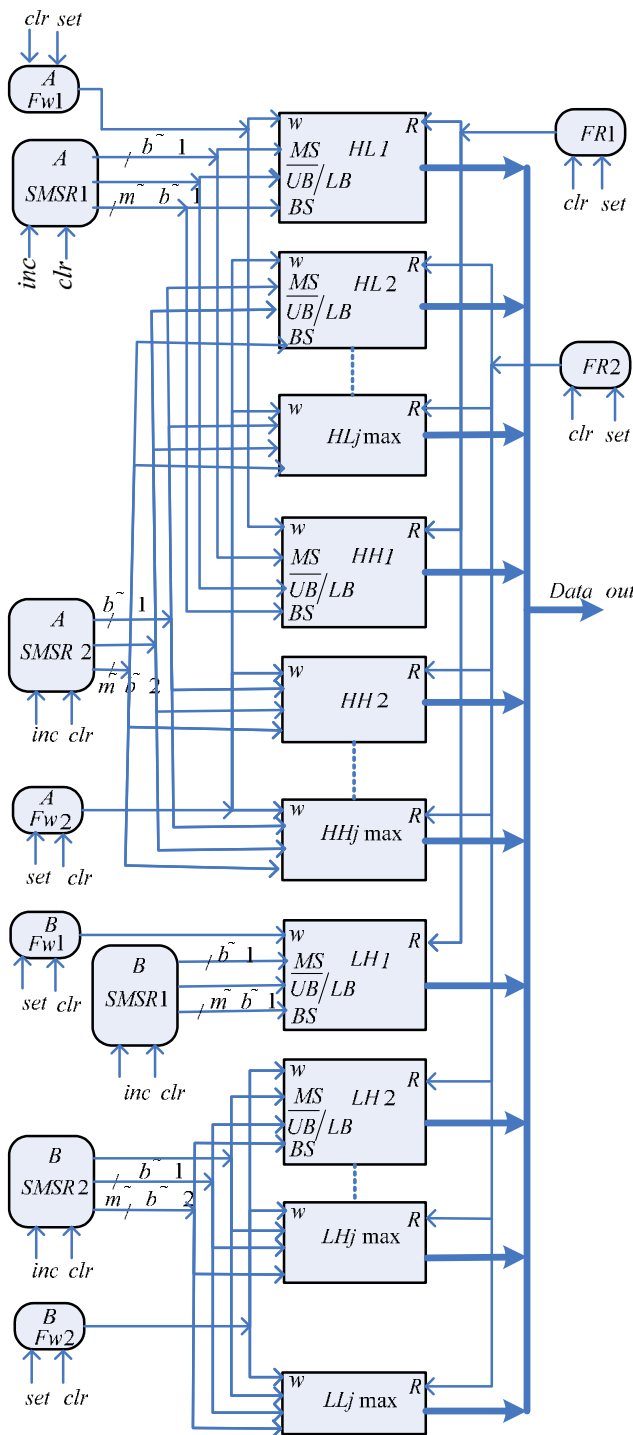 clr set
A
Fw1
A
SMSR1
/ b~ 1
/ m~ b~ 1
inc clr
w R
MS HL1
UB/LB
BS
FR1
clr set
w R
MS HL2
UB/LB
BS
FR2
clr set
w R
HLj max
w R
MS HH1
UB/LB
BS
Data out
A
SMSR 2
b~ 1
/
/
m~ b~ 2
inc clr
w R
HH 2
A
Fw2
set clr
w R
HHj max
B
Fw1
set clr
B
SMSR1
/ b~ 1
/ m~ b~ 1
inc clr
w R
MS LH1
UB/LB
BS
w R
MS LH2
UB/LB
BS
B
SMSR2
/ b~ 1
m~ / b~ 2
inc clr
w R
LHj max
B
Fw2
set clr
w R
LLj max